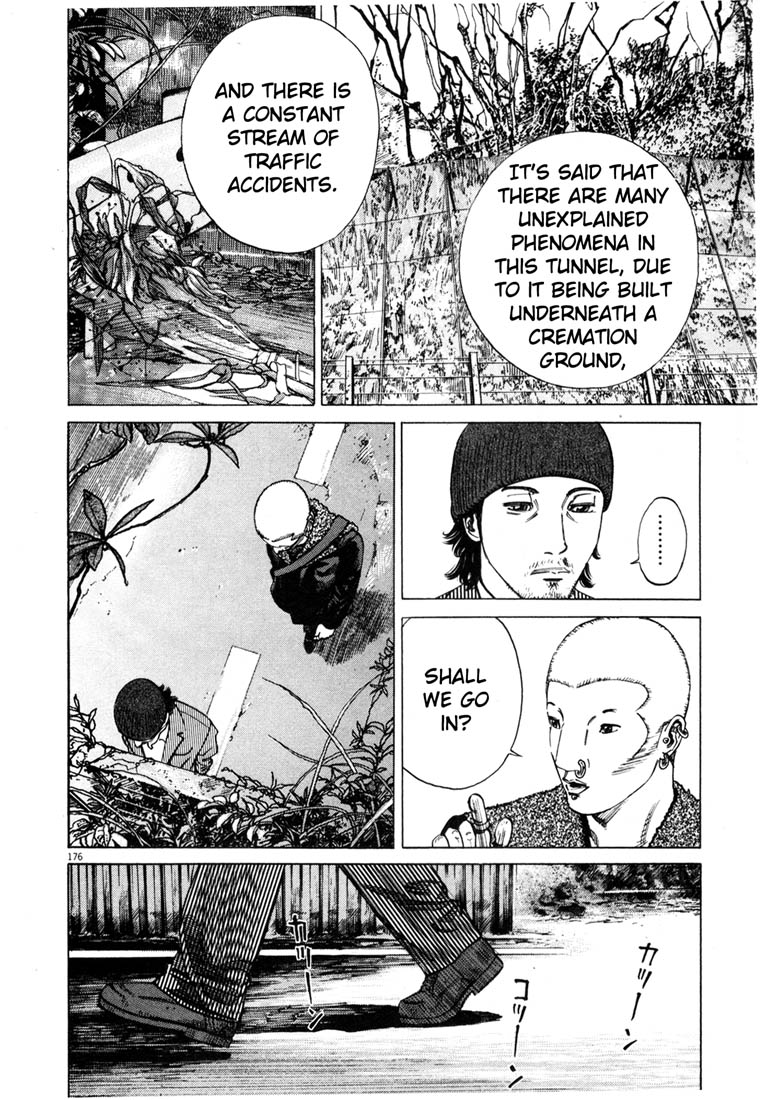 IT'S SAID THAT
THERE ARE MANY
UNEXPLAINED
PHENOMENA IN
THIS TUNNEL, DUE
TO IT BEING BUILT
UNDERNEATH A
CREMATION
GROUND,
AND THERE IS
A CONSTANT
STREAM OF
TRAFFIC
ACCIDENTS.
........
SHALL
WE GO
IN?
176
カツーン
コツーン
カツーン